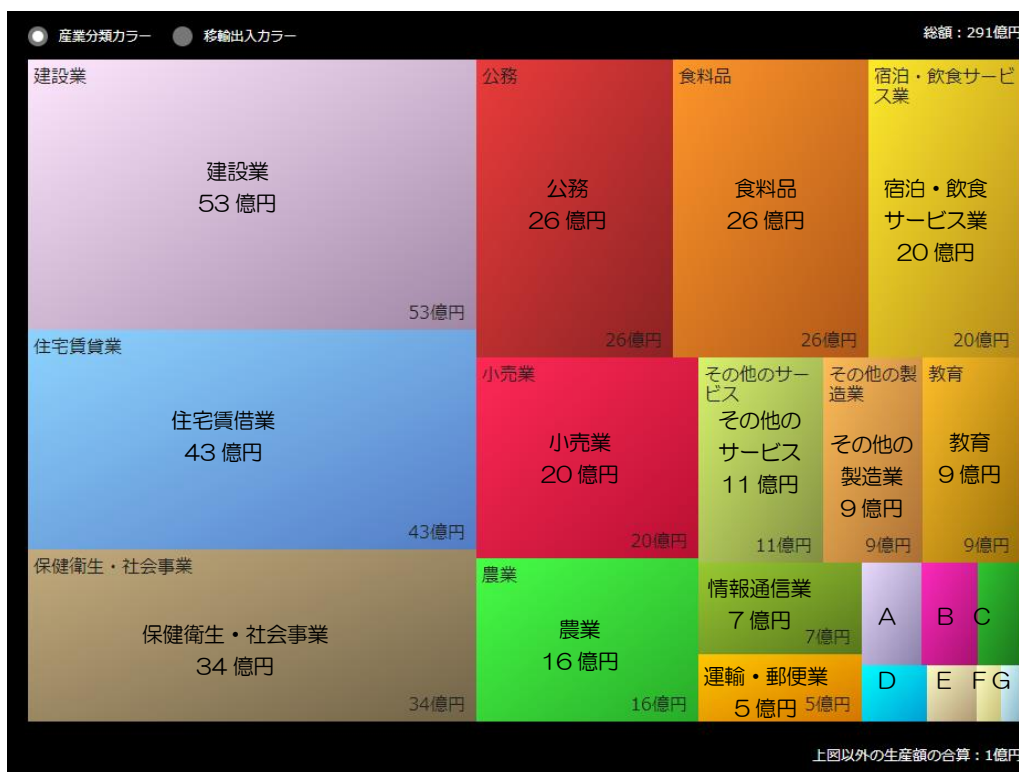 産業分類カラー 移輸出入カラー 総額：291億円
建設業
建設業
53 億円
53億円
公務
公務
26 億円
26億円
食料品
食料品
26 億円
26億円
宿泊・飲食サービ
ス業
宿泊・飲食
サービス業
20 億円
20億円
住宅賃貸業
住宅賃借業
43 億円
43億円
小売業
小売業
20 億円
20億円
その他のサー
ビス
その他の
サービス
11 億円
11億円
その他の製
造業
その他の
製造業
9 億円
9億円
教育
教育
9 億円
9億円
保健衛生・社会事業
保健衛生・社会事業
34 億円
34億円
農業
農業
16 億円
16億円
情報通信業
7 億円
7億円
運輸・郵便業
5 億円
5億円
A
B
C
D
E
F
G
上図以外の生産額の合算：1億円